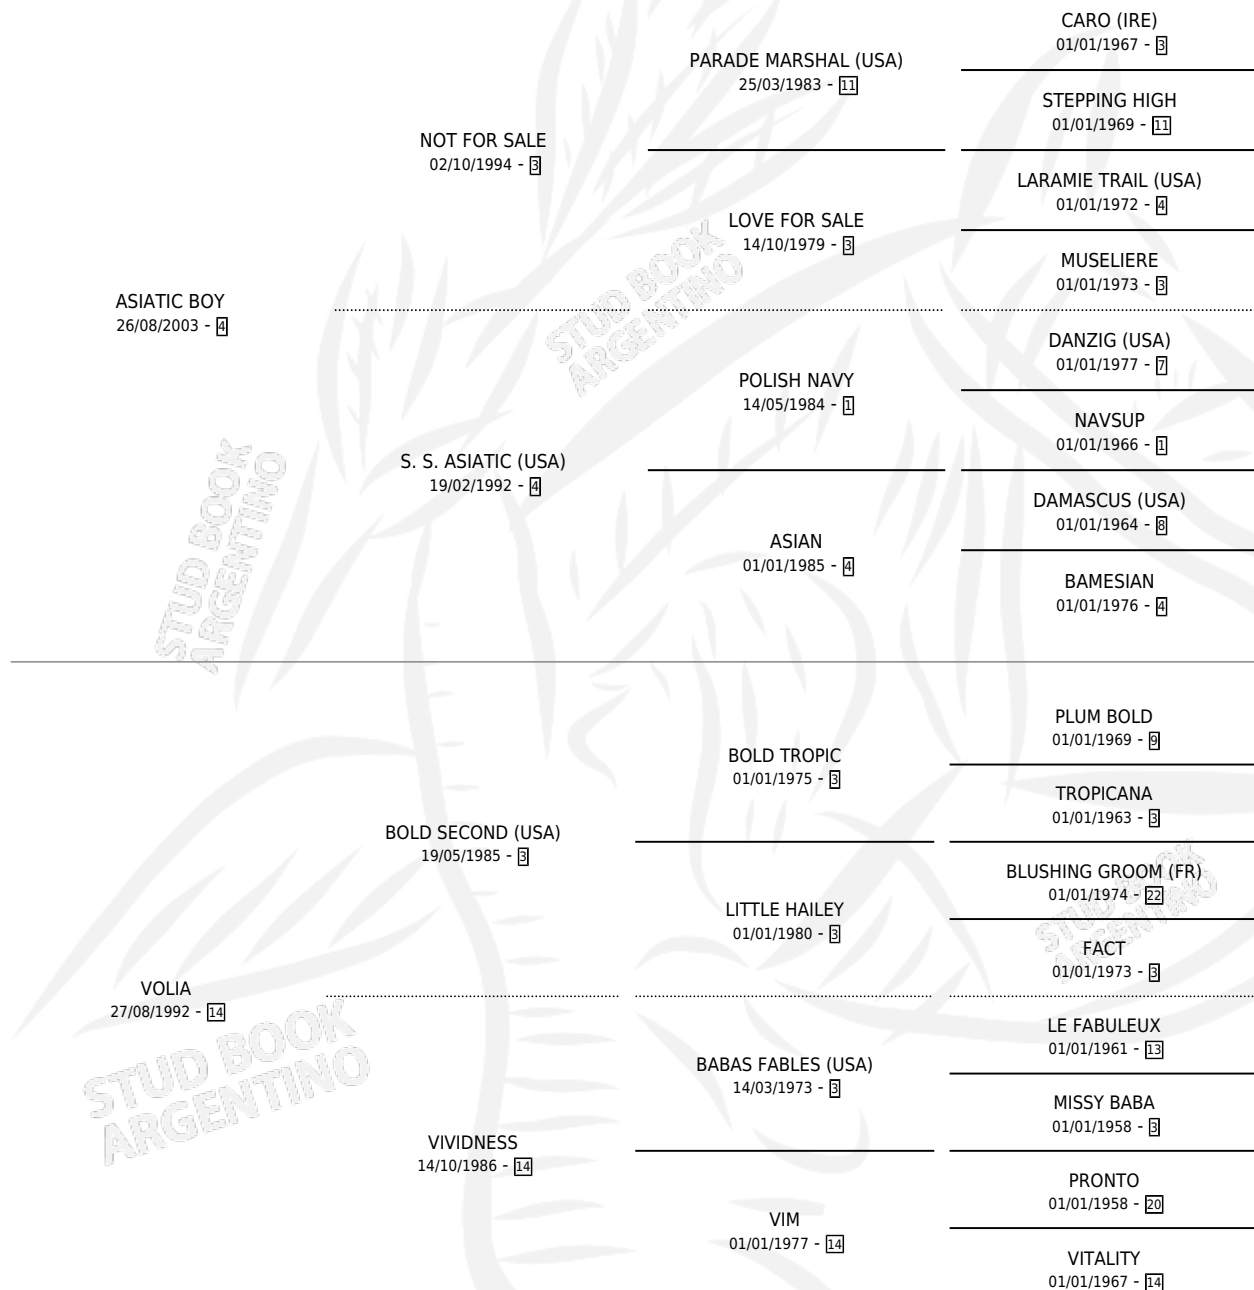 CARO (IRE)
01/01/1967 - 3
PARADE MARSHAL (USA)
25/03/1983 - 11
STEPPING HIGH
01/01/1969 - 11
NOT FOR SALE
02/10/1994 - 3
LARAMIE TRAIL (USA)
01/01/1972 - 4
LOVE FOR SALE
14/10/1979 - 3
MUSELIERE
01/01/1973 - 3
ASIATIC BOY
26/08/2003 - 4
STUD BOOK
ARGENTINO
DANZIG (USA)
01/01/1977 - 7
POLISH NAVY
14/05/1984 - 1
NAVSUP
01/01/1966 - 1
S. S. ASIATIC (USA)
19/02/1992 - 4
DAMASCUS (USA)
01/01/1964 - 8
ASIAN
01/01/1985 - 4
BAMESIAN
01/01/1976 - 4
STUD BOOK
ARGENTINO
PLUM BOLD
01/01/1969 - 9
BOLD TROPIC
01/01/1975 - 3
TROPICANA
01/01/1963 - 3
BOLD SECOND (USA)
19/05/1985 - 3
BLUSHING GROOM (FR)
01/01/1974 - 22
LITTLE HAILEY
01/01/1980 - 3
STUD BOOK
ARGENTINO
FACT
01/01/1973 - 3
VOLIA
27/08/1992 - 14
STUD BOOK
ARGENTINO
LE FABULEUX
01/01/1961 - 13
BABAS FABLES (USA)
14/03/1973 - 3
MISSY BABA
01/01/1958 - 3
VIVIDNESS
14/10/1986 - 14
PRONTO
01/01/1958 - 20
VIM
01/01/1977 - 14
VITALITY
01/01/1967 - 14